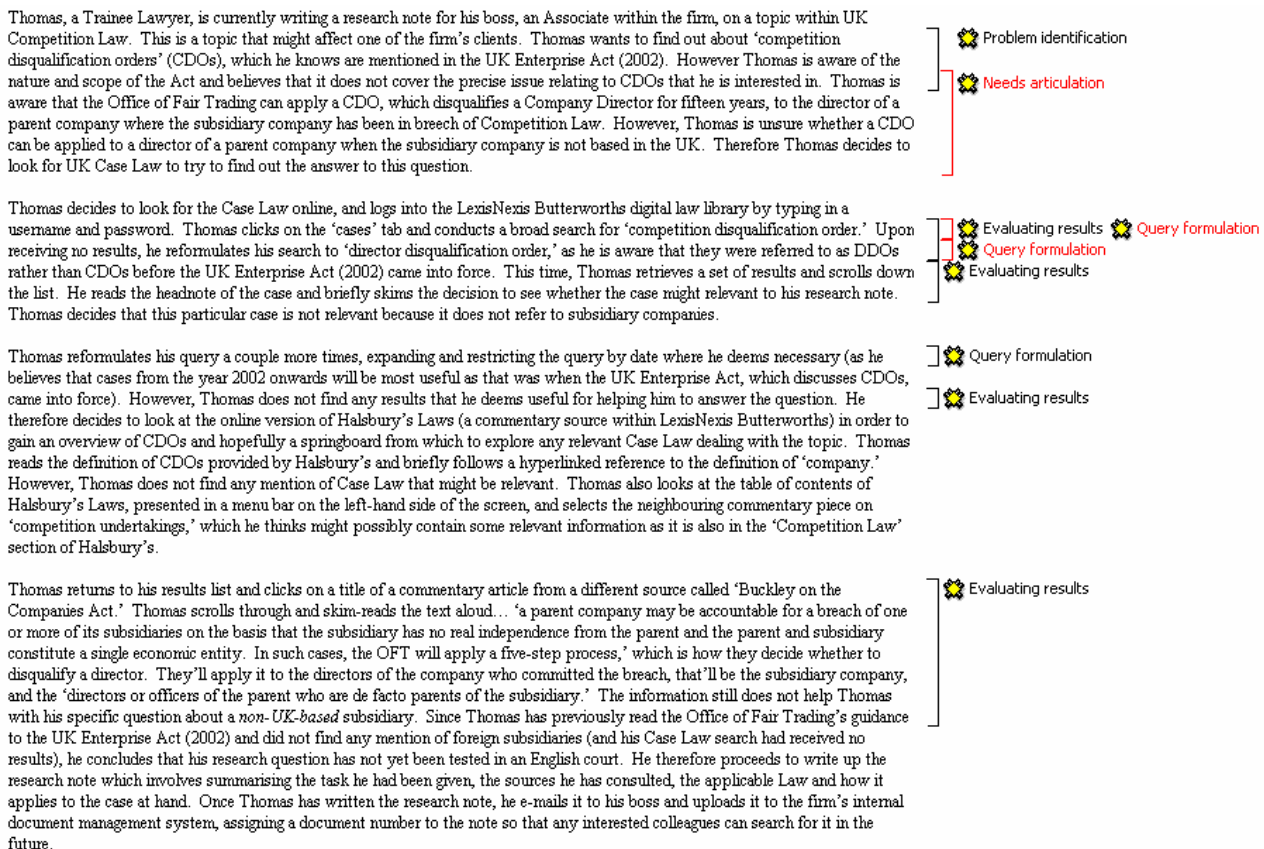 Thomas, a Trainee Lawyer, is currently writing a research note for his boss, an Associate within the firm, on a topic within UK
Competition Law. This is a topic that might affect one of the firm's clients. Thomas wants to find out about 'competition
disqualification orders' (CDOs), which he knows are mentioned in the UK Enterprise Act (2002). However Thomas is aware of the
nature and scope of the Act and believes that it does not cover the precise issue relating to CDOs that he is interested in. Thomas is
aware that the Office of Fair Trading can apply a CDO, which disqualifies a Company Director for fifteen years, to the director of a
parent company where the subsidiary company has been in breech of Competition Law. However, Thomas is unsure whether a CDO
can be applied to a director of a parent company when the subsidiary company is not based in the UK. Therefore Thomas decides to
look for UK Case Law to try to find out the answer to this question.
Problem identification
Needs articulation
Thomas decides to look for the Case Law online, and logs into the LexisNexis Butterworths digital law library by typing in a
username and password. Thomas clicks on the 'cases' tab and conducts a broad search for 'competition disqualification order.' Upon
receiving no results, he reformulates his search to 'director disqualification order,' as he is aware that they were referred to as DDOs
rather than CDOs before the UK Enterprise Act (2002) came into force. This time, Thomas retrieves a set of results and scrolls down
the list. He reads the headnote of the case and briefly skims the decision to see whether the case might relevant to his research note.
Thomas decides that this particular case is not relevant because it does not refer to subsidiary companies.
Evaluating results Query formulation
Query formulation
Evaluating results
Thomas reformulates his query a couple more times, expanding and restricting the query by date where he deems necessary (as he
believes that cases from the year 2002 onwards will be most useful as that was when the UK Enterprise Act, which discusses CDOs,
came into force). However, Thomas does not find any results that he deems useful for helping him to answer the question. He
therefore decides to look at the online version of Halsbury's Laws (a commentary source within LexisNexis Butterworths) in order to
gain an overview of CDOs and hopefully a springboard from which to explore any relevant Case Law dealing with the topic. Thomas
reads the definition of CDOs provided by Halsbury's and briefly follows a hyperlinked reference to the definition of 'company.'
However, Thomas does not find any mention of Case Law that might be relevant. Thomas also looks at the table of contents of
Halsbury's Laws, presented in a menu bar on the left-hand side of the screen, and selects the neighbouring commentary piece on
'competition undertakings,' which he thinks might possibly contain some relevant information as it is also in the 'Competition Law'
section of Halsbury's.
Query formulation
Evaluating results
Thomas returns to his results list and clicks on a title of a commentary article from a different source called 'Buckley on the
Companies Act.' Thomas scrolls through and skim-reads the text aloud… 'a parent company may be accountable for a breach of one
or more of its subsidiaries on the basis that the subsidiary has no real independence from the parent and the parent and subsidiary
constitute a single economic entity. In such cases, the OFT will apply a five-step process,' which is how they decide whether to
disqualify a director. They'll apply it to the directors of the company who committed the breach, that'll be the subsidiary company,
and the 'directors or officers of the parent who are de facto parents of the subsidiary.' The information still does not help Thomas
with his specific question about a non-UK-based subsidiary. Since Thomas has previously read the Office of Fair Trading's guidance
to the UK Enterprise Act (2002) and did not find any mention of foreign subsidiaries (and his Case Law search had received no
results), he concludes that his research question has not yet been tested in an English court. He therefore proceeds to write up the
research note which involves summarising the task he had been given, the sources he has consulted, the applicable Law and how it
applies to the case at hand. Once Thomas has written the research note, he e-mails it to his boss and uploads it to the firm's internal
document management system, assigning a document number to the note so that any interested colleagues can search for it in the
future.
Evaluating results